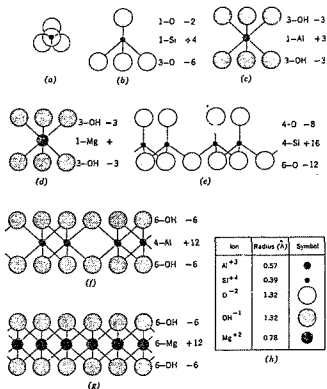 1-O -2
1-Si +4
3-O -6
(a)
(b)
3-OH -3
1-Al +3
3-OH -3
(c)
3-OH -3
1-Mg +
3-OH -3
(d)
4-O -8
4-Si +16
6-O -12
(e)
6-OH -6
4-Al +12
6-OH -6
(f)
6-OH -6
6-Mg +12
6-OH -6
(g)
Ion Radius (Å) Symbol
Al+3 0.57
Si+4 0.39
O-2 1.32
OH-1 1.32
Mg+2 0.78
(h)